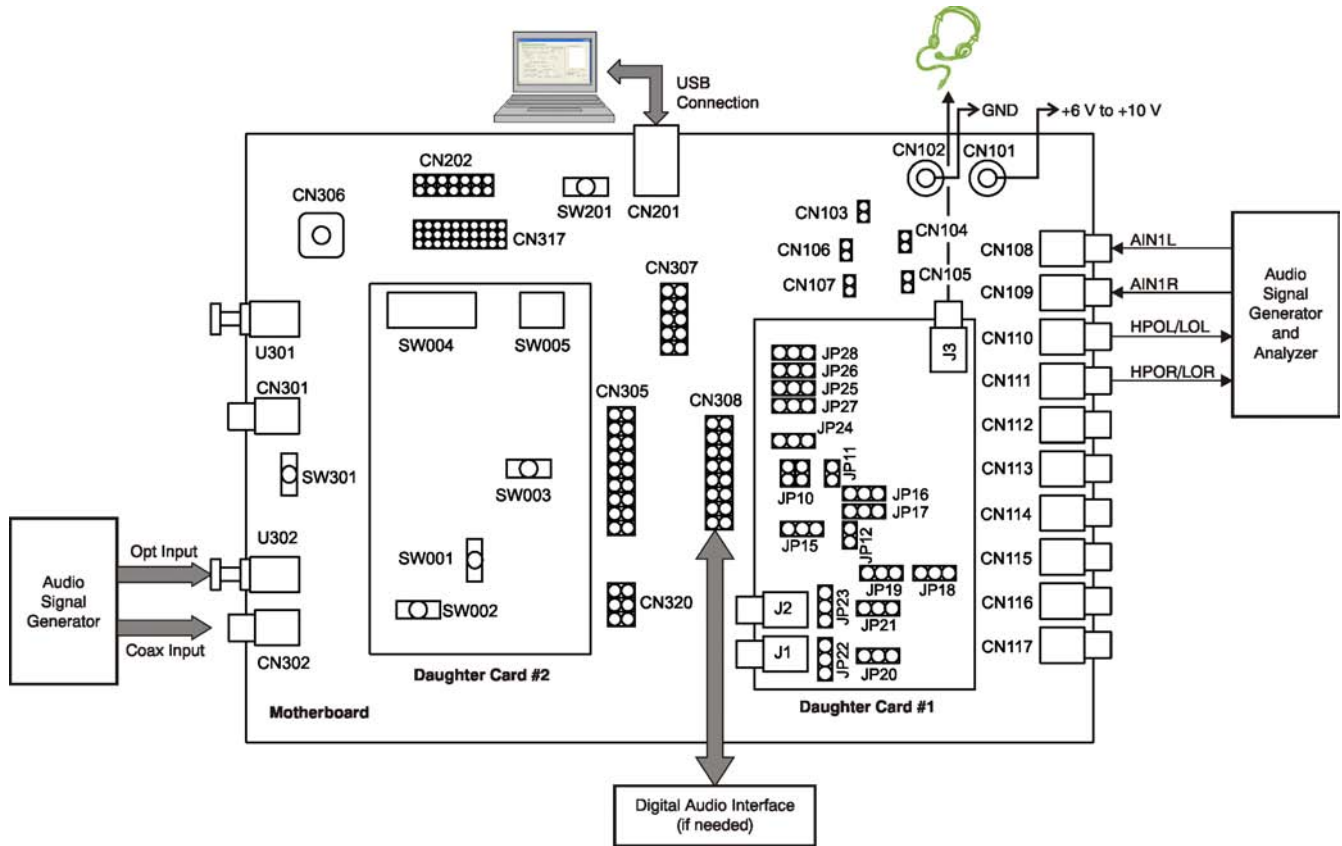 USB
Connection
GND
+6 V to +10 V
CN202
CN102
CN101
CN306
SW201
CN201
CN317
CN103
CN104
CN106
CN108
AIN1L
CN307
CN107
CN105
CN109
AIN1R
Audio
Signal
Generator
and
Analyzer
SW004
SW005
U301
J3
CN110
HPOL/LOL
JP28
JP26
JP25
JP27
CN111
HPOR/LOR
CN301
CN305
CN308
JP24
CN112
SW301
SW003
JP10
JP11
CN113
JP16
JP17
CN114
JP15
JP12
U302
Opt Input
SW001
CN115
Audio
Signal
Generator
JP19
JP18
SW002
CN320
J2
JP23
JP21
CN116
Coax Input
CN302
J1
JP22
JP20
CN117
Daughter Card #2
Daughter Card #1
Motherboard
Digital Audio Interface
(if needed)